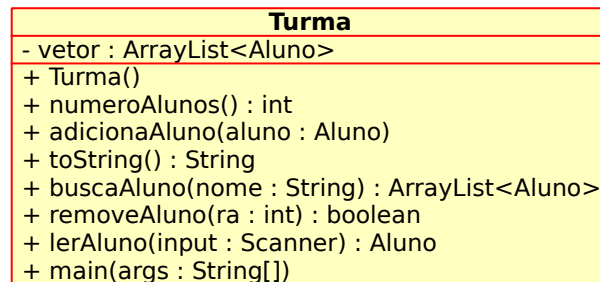 Turma
- vetor : ArrayList<Aluno>
+ Turma()
+ numeroAlunos() : int
+ adicionaAluno(aluno : Aluno)
+ toString() : String
+ buscaAluno(nome : String) : ArrayList<Aluno>
+ removeAluno(ra : int) : boolean
+ lerAluno(input : Scanner) : Aluno
+ main(args : String[])